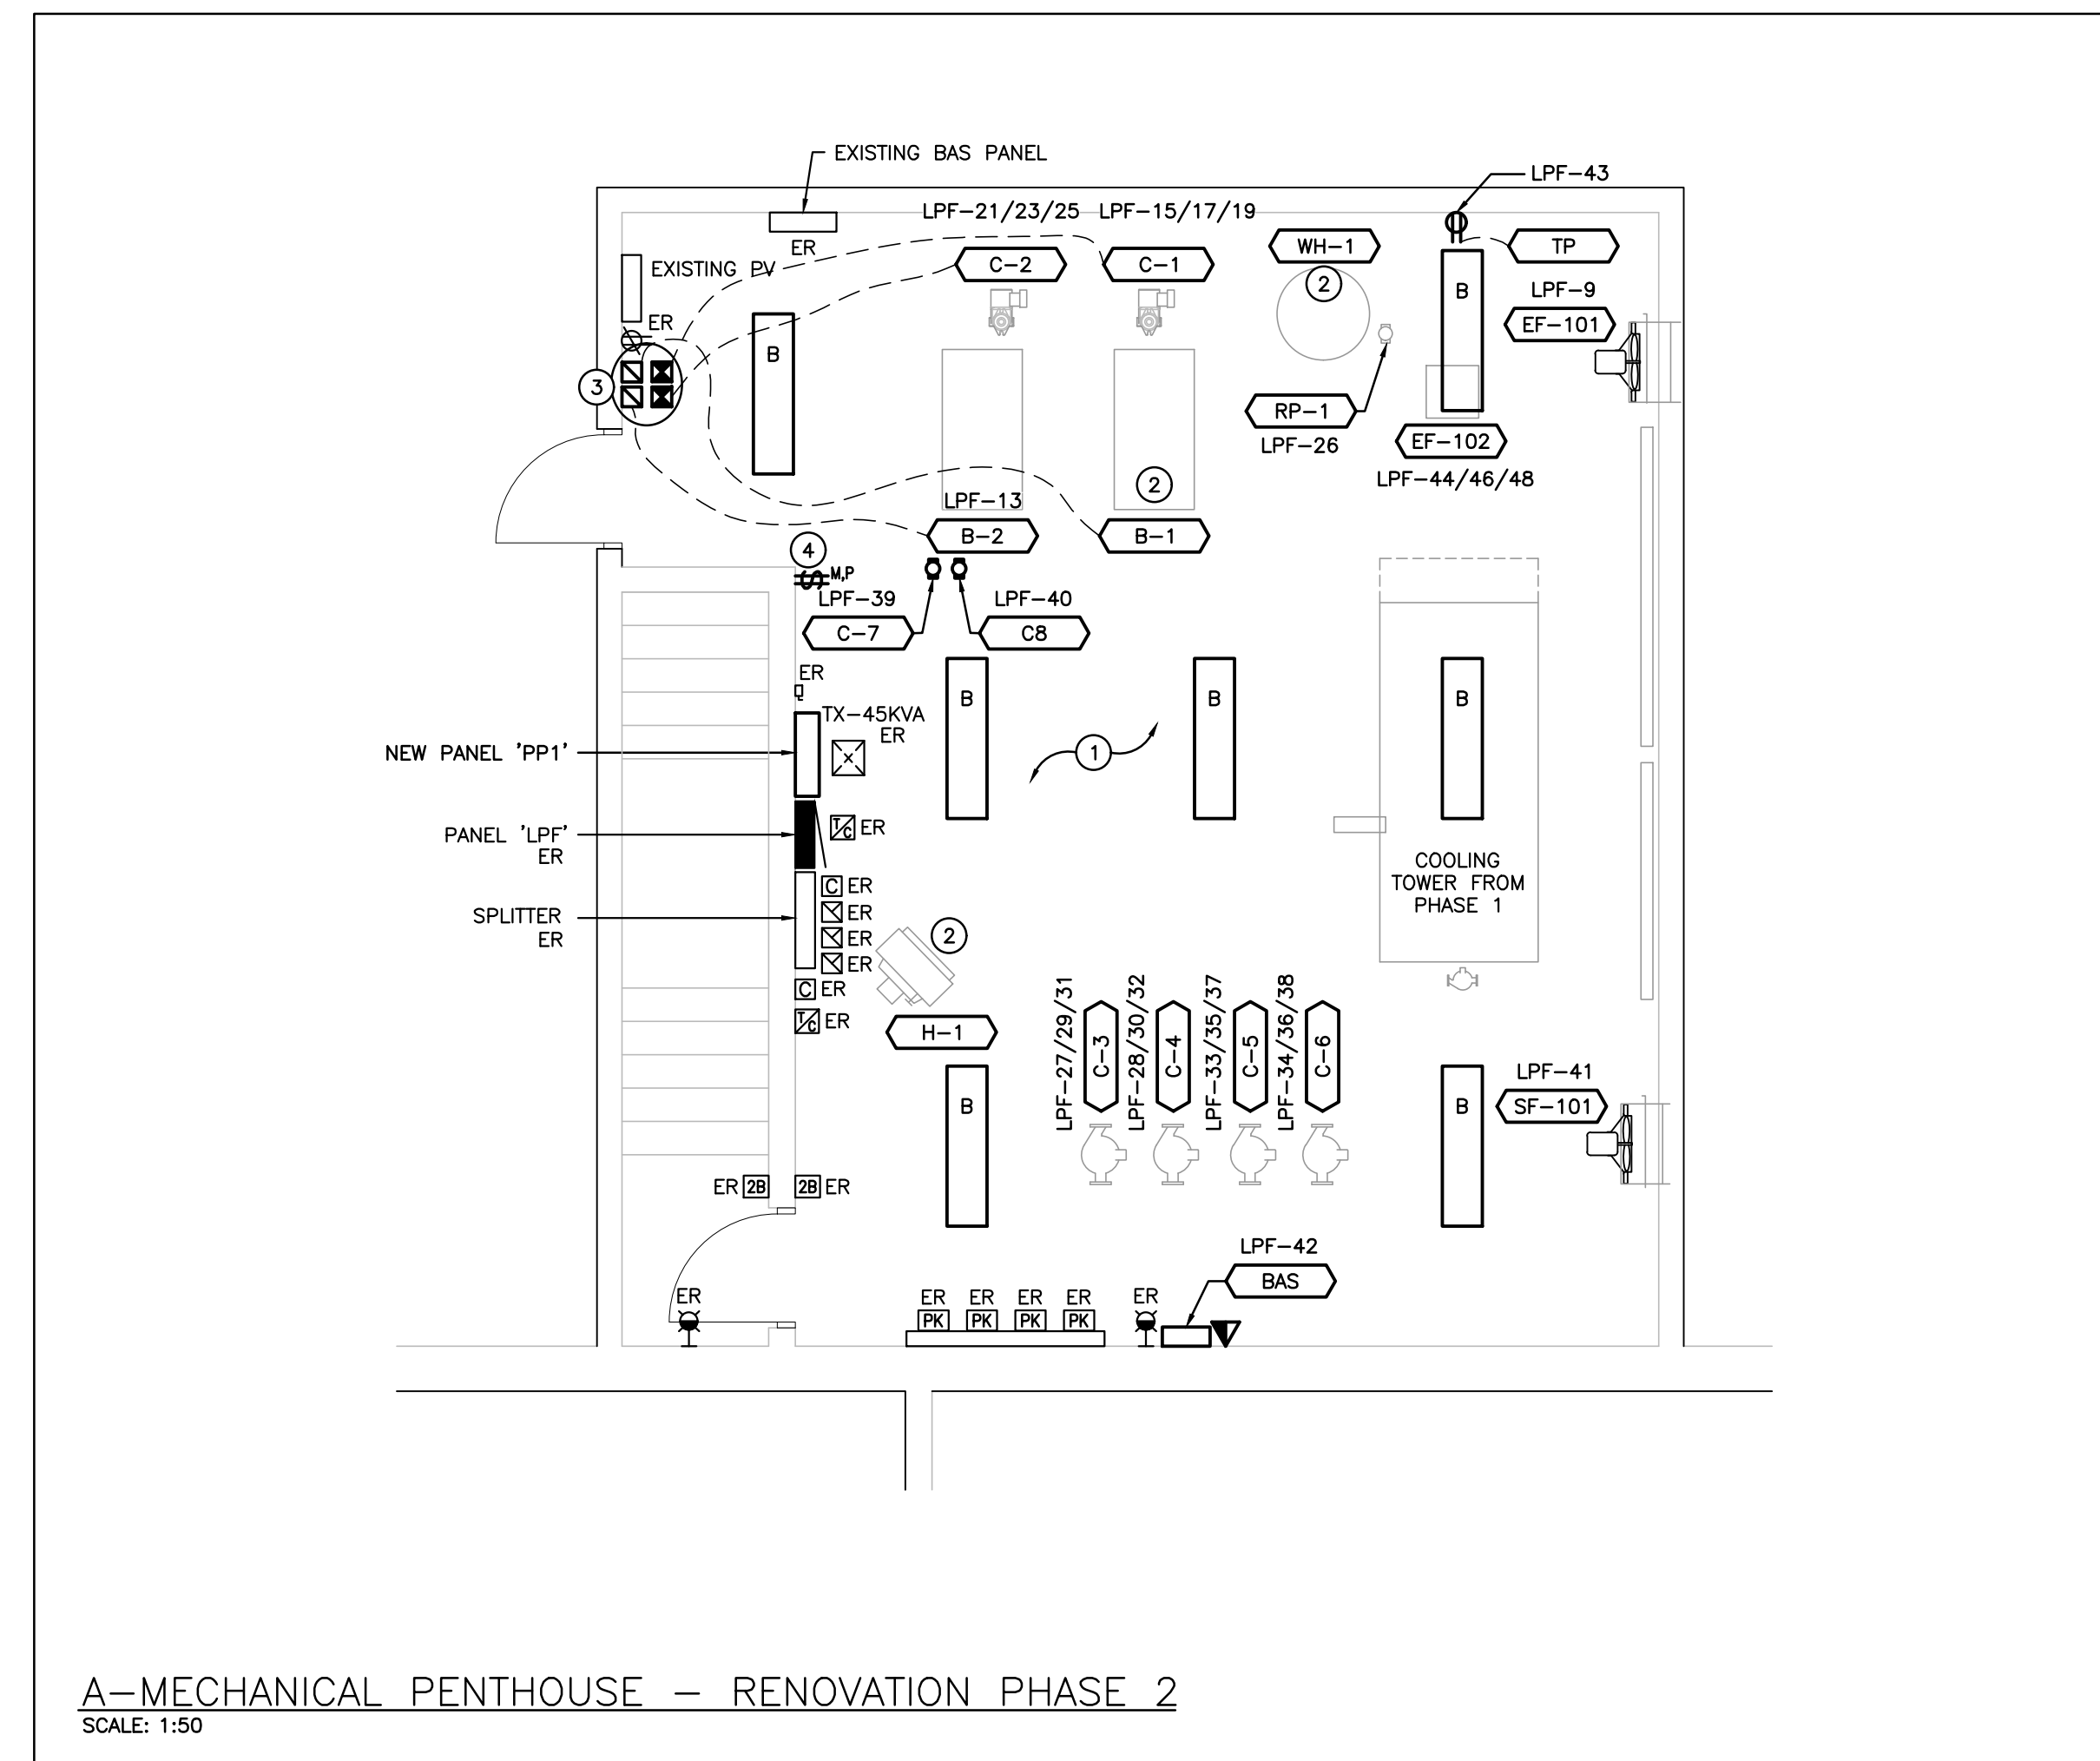 EXISTING BAS PANEL
LPF-43
LPF-21/23/25
LPF-15/17/19
ER
EXISTING PV
C-2
C-1
WH-1
TP
2
B
LPF-9
ER
EF-101
B
3
RP-1
LPF-26
EF-102
LPF-44/46/48
2
LPF-13
B-2
B-1
4
M,P
LPF-39
LPF-40
C-7
C8
ER
B
B
B
TX-45KVA
ER
NEW PANEL 'PP1'
1
PANEL 'LPF'
ER
T/C ER
COOLING
TOWER FROM
PHASE 1
C ER
SPLITTER
ER
ER
ER
ER
2
C ER
T/C ER
H-1
LPF-27/29/31
C-3
LPF-28/30/32
C-4
LPF-33/35/37
C-5
LPF-34/36/38
C-6
B
B
LPF-41
SF-101
ER 2B
2B ER
LPF-42
BAS
ER
ER
ER
ER
ER
ER
PK
PK
PK
PK
A-MECHANICAL PENTHOUSE - RENOVATION PHASE 2
SCALE: 1:50